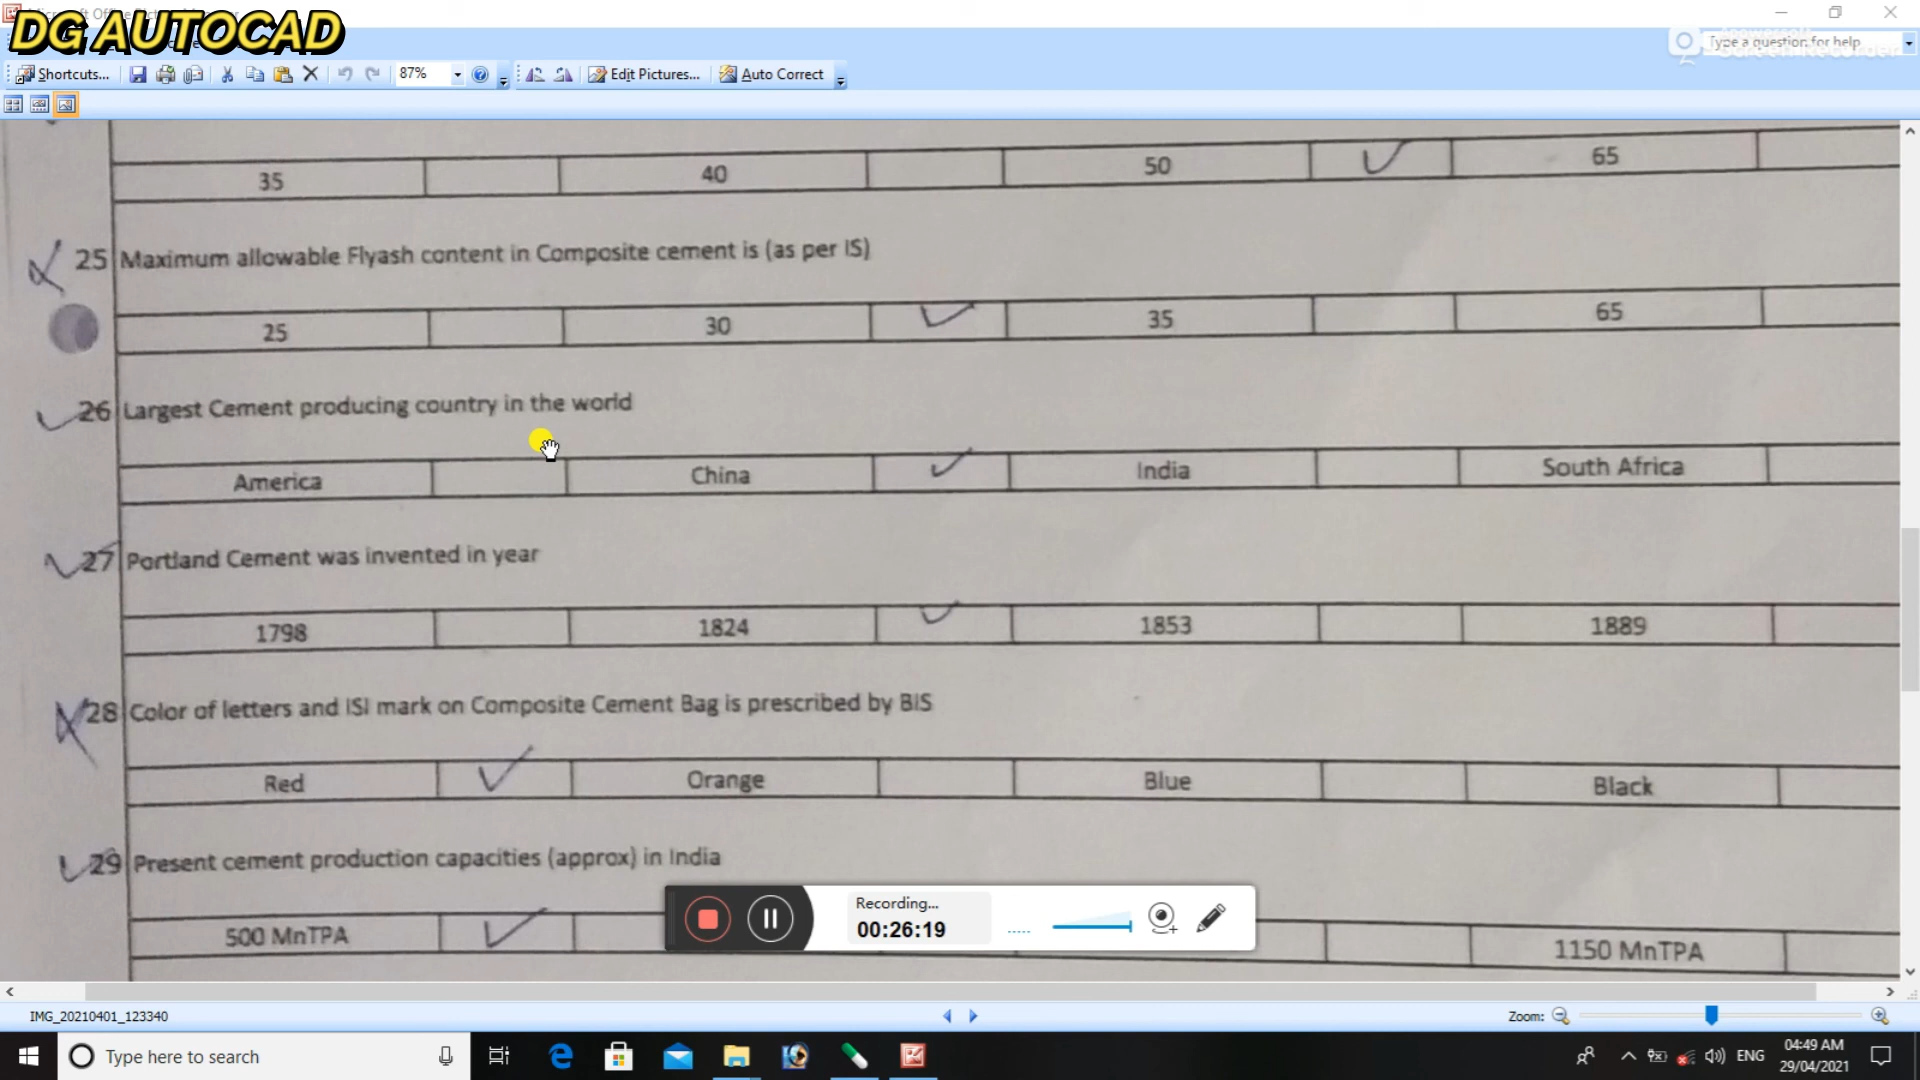 DG AUTOCAD
Type a question for help
Shortcuts...
87%
Edit Pictures...
Auto Correct
35 40 50 65
25 Maximum allowable Flyash content in Composite cement is (as per IS)
25 30 35 65
26 Largest Cement producing country in the world
America China India South Africa
27 Portland Cement was invented in year
1798 1824 1853 1889
28 Color of letters and ISI mark on Composite Cement Bag is prescribed by BIS
Red Orange Blue Black
29 Present cement production capacities (approx) in India
500 MnTPA 1150 MnTPA
Recording...
00:26:19
IMG_20210401_123340
Zoom:
Type here to search
ENG
04:49 AM
29/04/2021